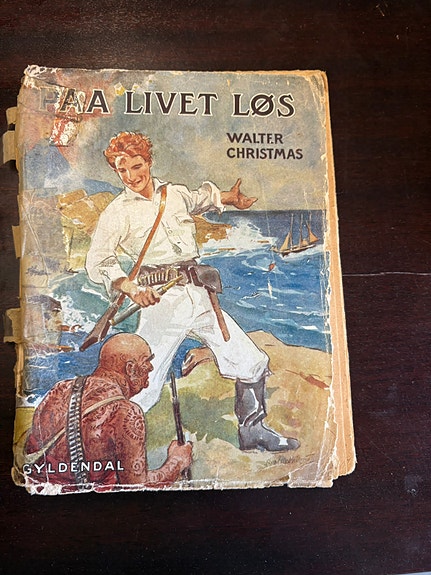 PAA LIVET LØS
WALTER
CHRISTMAS
GYLDENDAL